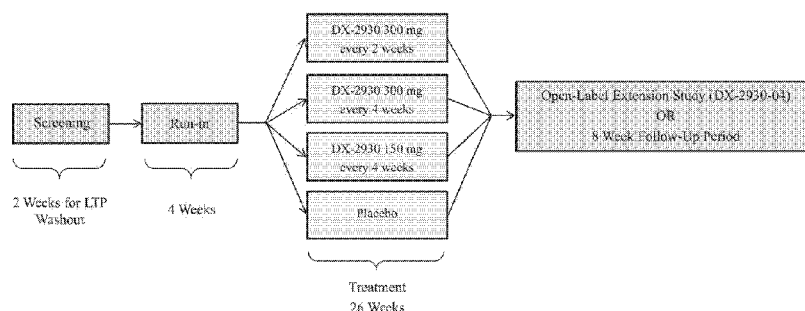 DX-2930 300 mg
every 2 weeks
DX-2930 300 mg
every 4 weeks
Screening
Run-in
DX-2930 150 mg
every 4 weeks
Placebo
Open-Label Extension Study (DX-2930-04)
OR
8 Week Follow-Up Period
2 Weeks for LTP
Washout
4 Weeks
Treatment
26 Weeks